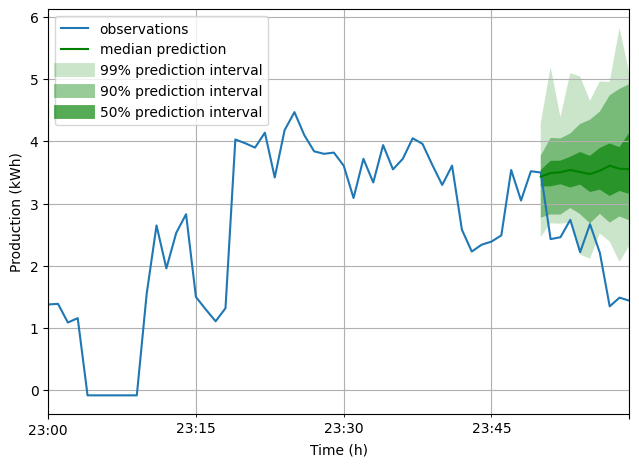 observations
median prediction
99% prediction interval
90% prediction interval
50% prediction interval
6
5
4
3
2
1
0
Production (kWh)
23:00
23:15
23:30
23:45
Time (h)